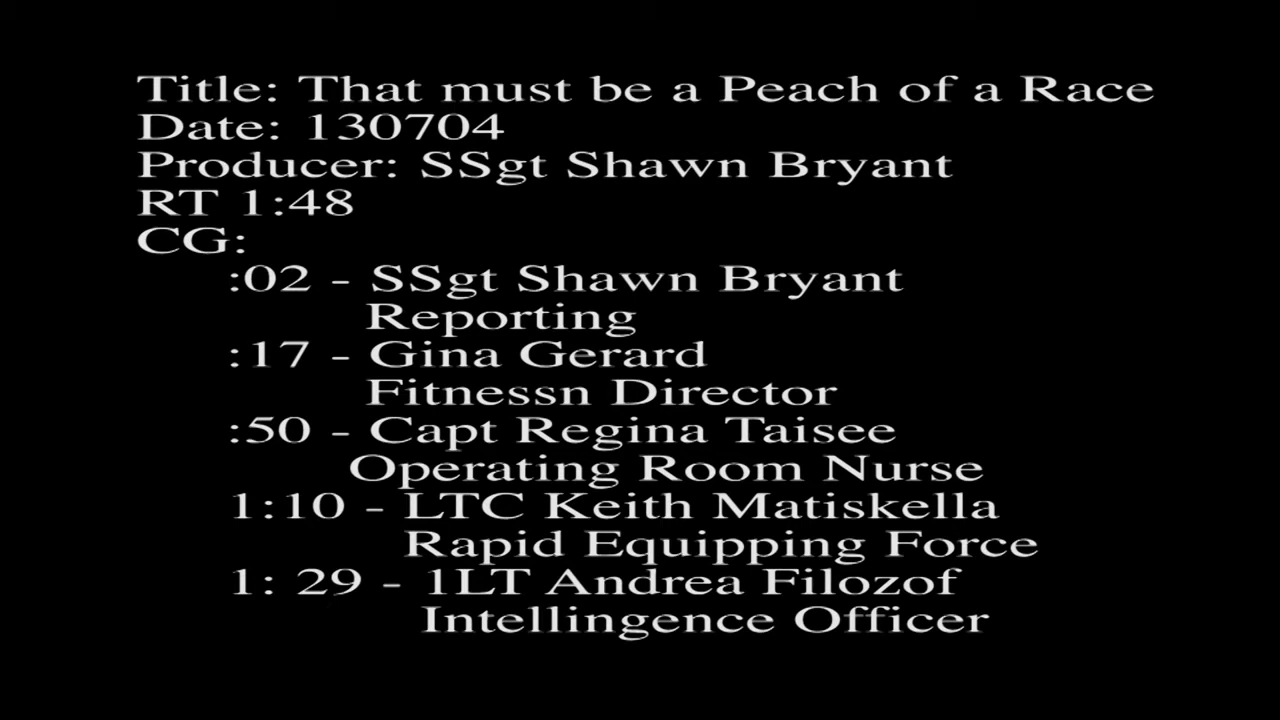 Title: That must be a Peach of a Race
Date: 130704
Producer: SSgt Shawn Bryant
RT 1:48
CG:
:02 - SSgt Shawn Bryant
Reporting
:17 - Gina Gerard
Fitnessn Director
:50 - Capt Regina Taisee
Operating Room Nurse
1:10 - LTC Keith Matiskella
Rapid Equipping Force
1: 29 - 1LT Andrea Filozof
Intellingence Officer